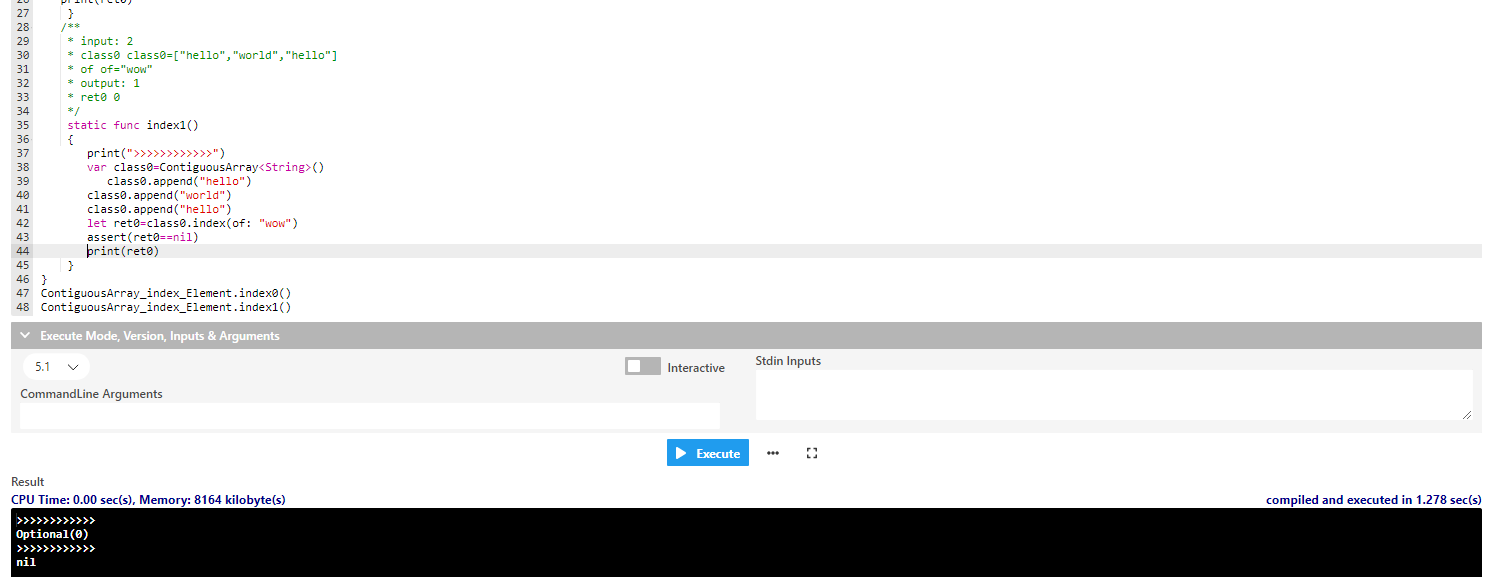 26 print(ret0)
27 }
28 /**
29 * input: 2
30 * class0 class0=["hello","world","hello"]
31 * of of="wow"
32 * output: 1
33 * ret0 0
34 */
35 static func index1()
36 {
37 print(">>>>>>>>>>>>")
38 var class0=ContiguousArray<String>()
39 class0.append("hello")
40 class0.append("world")
41 class0.append("hello")
42 let ret0=class0.index(of: "wow")
43 assert(ret0==nil)
44 print(ret0)
45 }
46 }
47 ContiguousArray_index_Element.index0()
48 ContiguousArray_index_Element.index1()
Execute Mode, Version, Inputs & Arguments
5.1
Interactive
Stdin Inputs
CommandLine Arguments
Execute
Result
CPU Time: 0.00 sec(s), Memory: 8164 kilobyte(s)
compiled and executed in 1.278 sec(s)
>>>>>>>>>>>>
Optional(0)
>>>>>>>>>>>>
nil